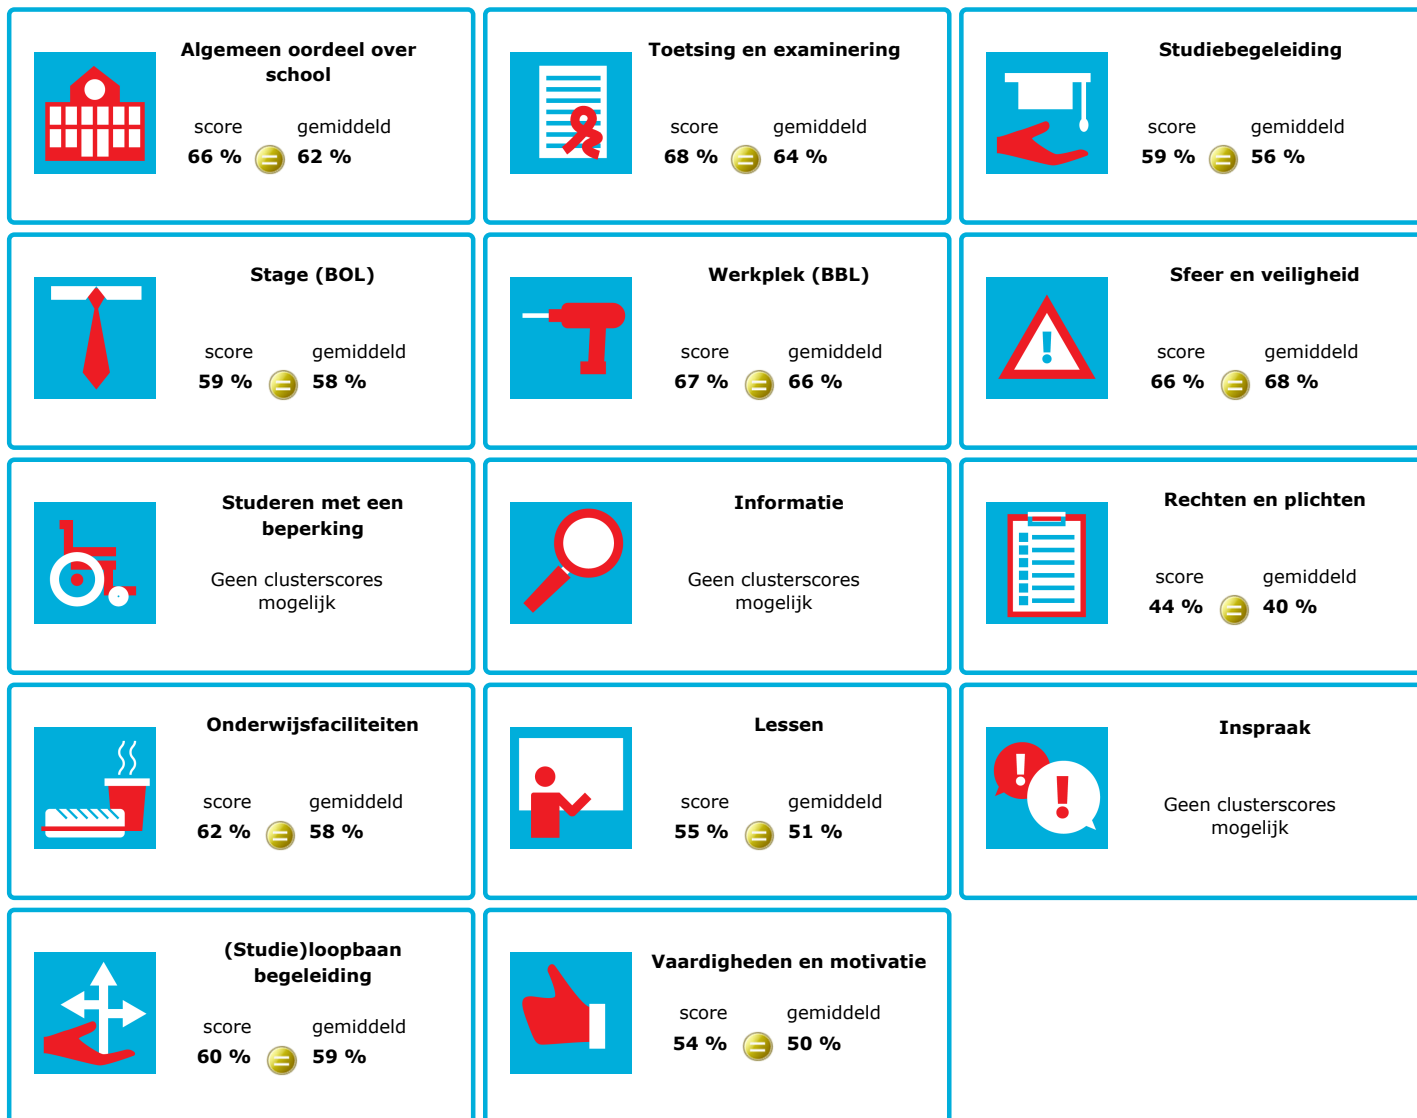 Algemeen oordeel over
school
score gemiddeld
66 % = 62 %
Toetsing en examinering
score gemiddeld
68 % = 64 %
Studiebegeleiding
score gemiddeld
59 % = 56 %
Stage (BOL)
score gemiddeld
59 % = 58 %
Werkplek (BBL)
score gemiddeld
67 % = 66 %
Sfeer en veiligheid
score gemiddeld
66 % = 68 %
Studeren met een
beperking
Geen clusterscores
mogelijk
Informatie
Geen clusterscores
mogelijk
Rechten en plichten
score gemiddeld
44 % = 40 %
Onderwijsfaciliteiten
score gemiddeld
62 % = 58 %
Lessen
score gemiddeld
55 % = 51 %
Inspraak
Geen clusterscores
mogelijk
(Studie)loopbaan
begeleiding
score gemiddeld
60 % = 59 %
Vaardigheden en motivatie
score gemiddeld
54 % = 50 %